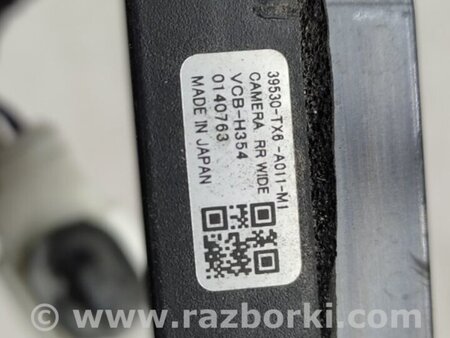 39530-TX6 -A011-M1
CAMERA RR WIDE
VCB-H354
0140763
MADE IN JAPAN
© www.razborki.com